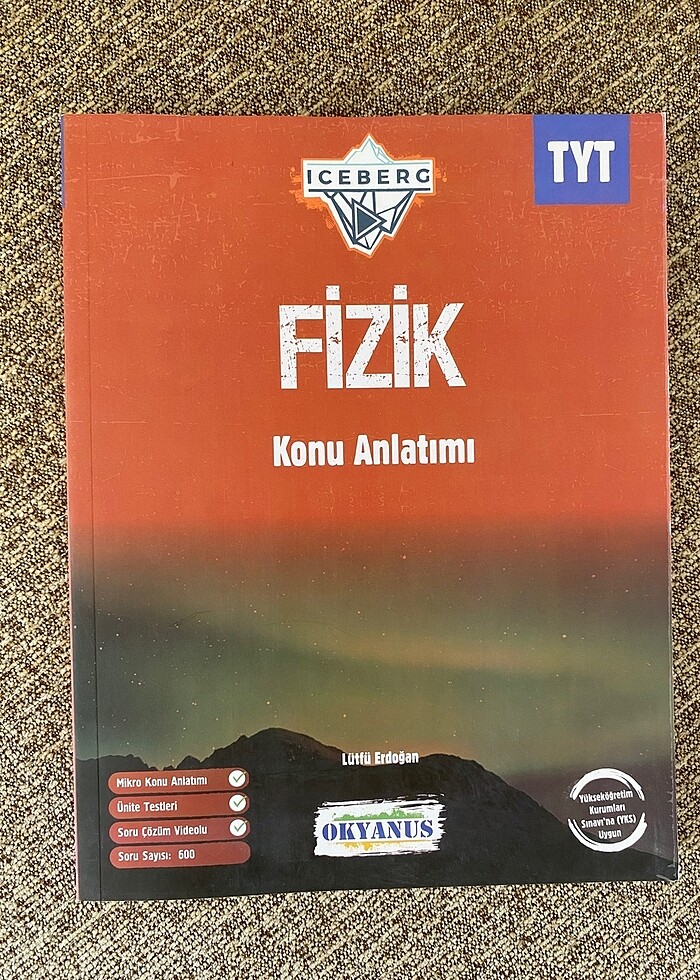 TYT
ICEBERG
FİZİK
Konu Anlatımı
Lütfü Erdoğan
Mikro Konu Anlatımı
Ünite Testleri
Soru Çözüm Videolu
Soru Sayısı: 600
OKYANUS
Yükseköğretim
Kurumları
Sınavı'na (YKS)
Uygun